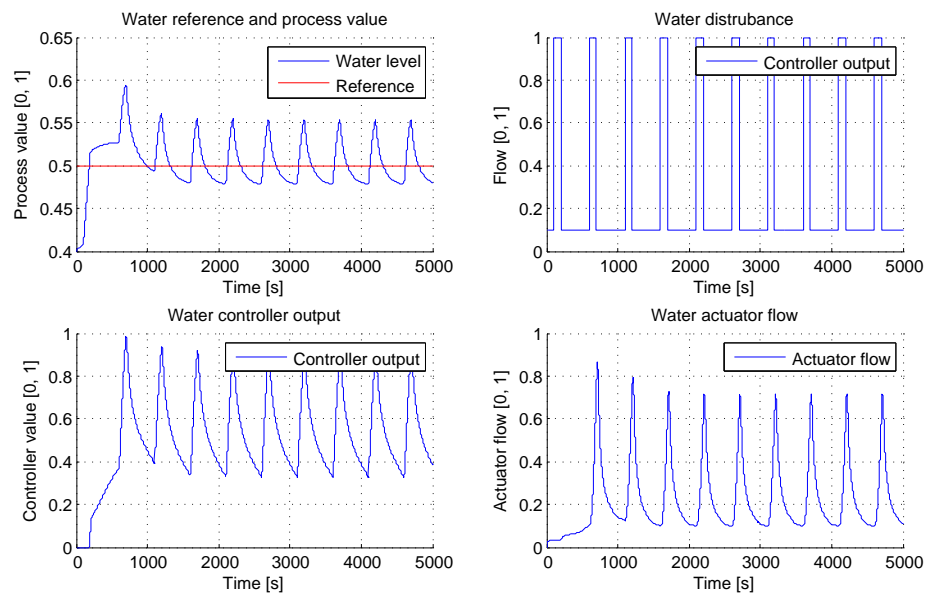 Water reference and process value
Process value [0, 1]
0.65
0.6
0.55
0.5
0.45
0.4
Water level
Reference
0 1000 2000 3000 4000 5000
Time [s]
Water distrubance
Flow [0, 1]
1
0.8
0.6
0.4
0.2
0
Controller output
0 1000 2000 3000 4000 5000
Time [s]
Water controller output
Controller value [0, 1]
1
0.8
0.6
0.4
0.2
0
Controller output
0 1000 2000 3000 4000 5000
Time [s]
Water actuator flow
Actuator flow [0, 1]
1
0.8
0.6
0.4
0.2
0
Actuator flow
0 1000 2000 3000 4000 5000
Time [s]